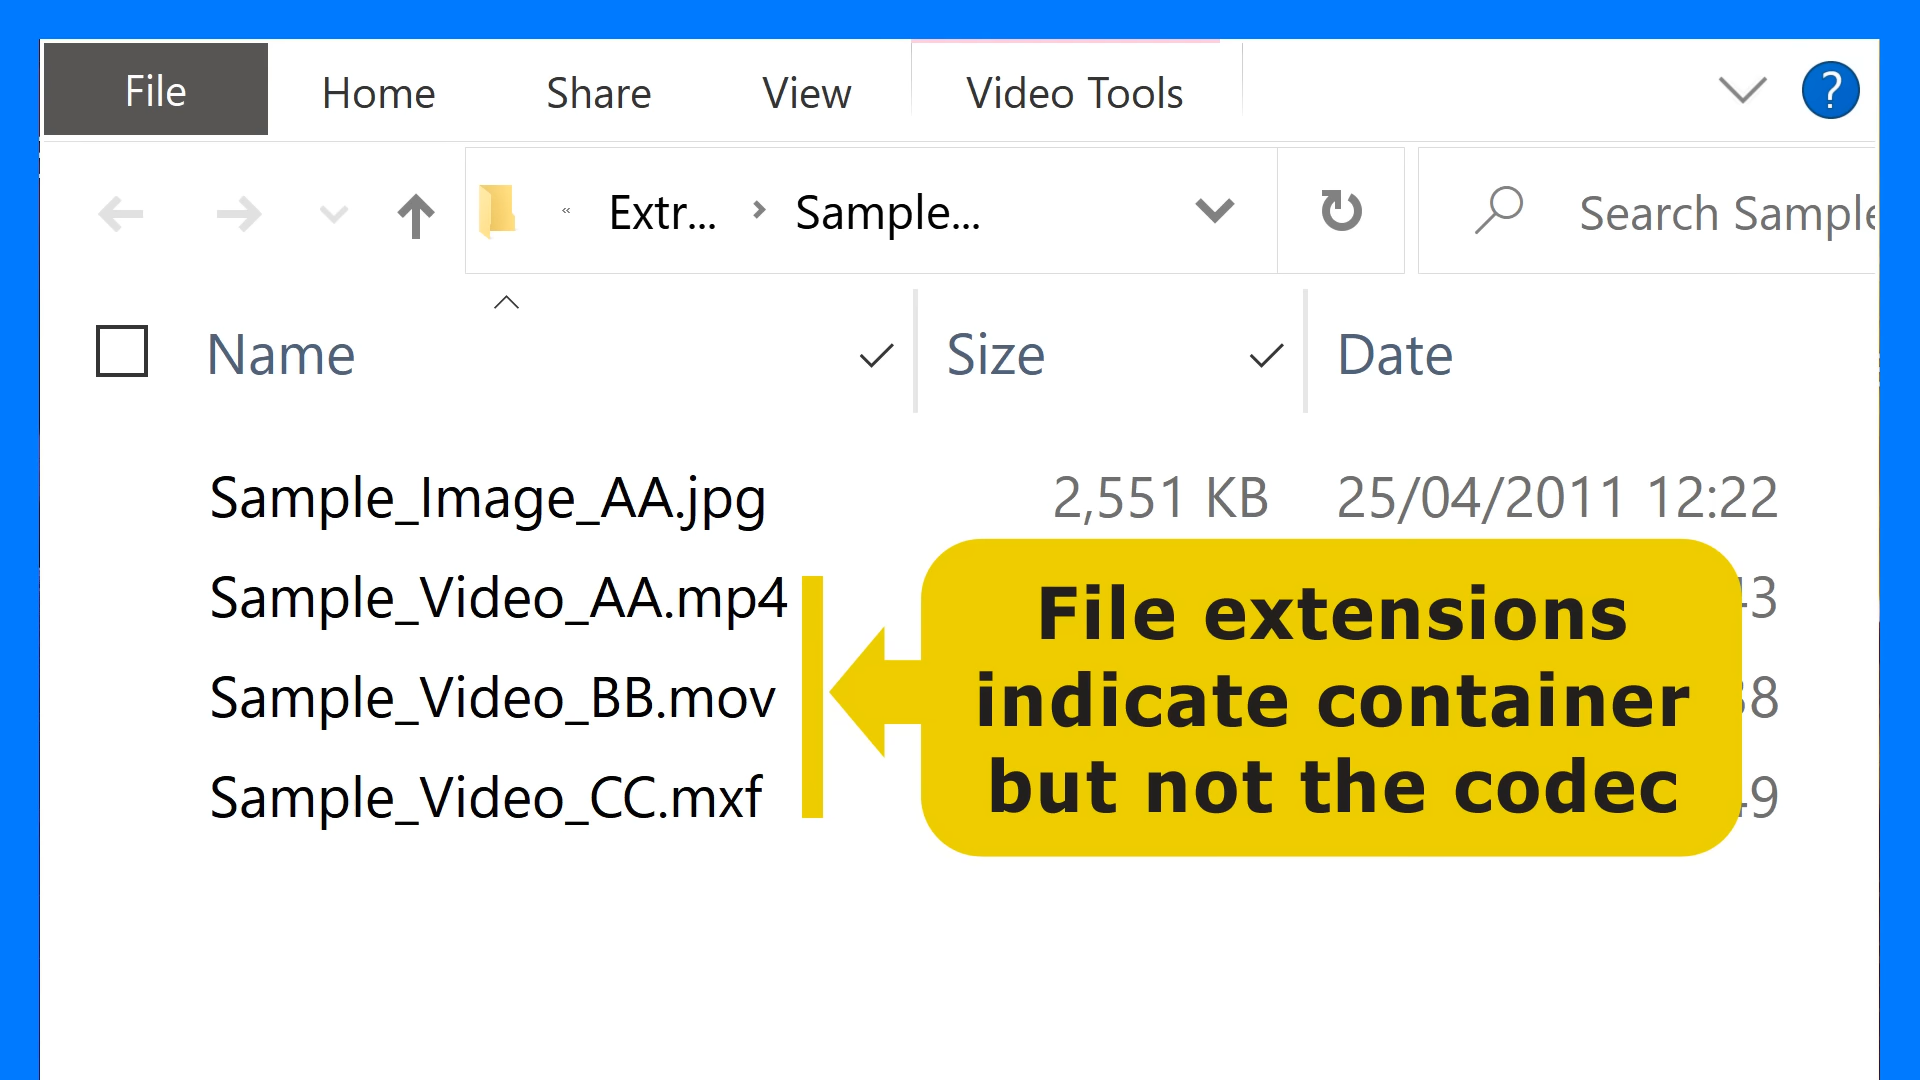 File Home Share View Video Tools ?
« Extr... › Sample... Search Sample
Name Size Date
Sample_Image_AA.jpg 2,551 KB 25/04/2011 12:22
Sample_Video_AA.mp4
Sample_Video_BB.mov
Sample_Video_CC.mxf
File extensions
indicate container
but not the codec